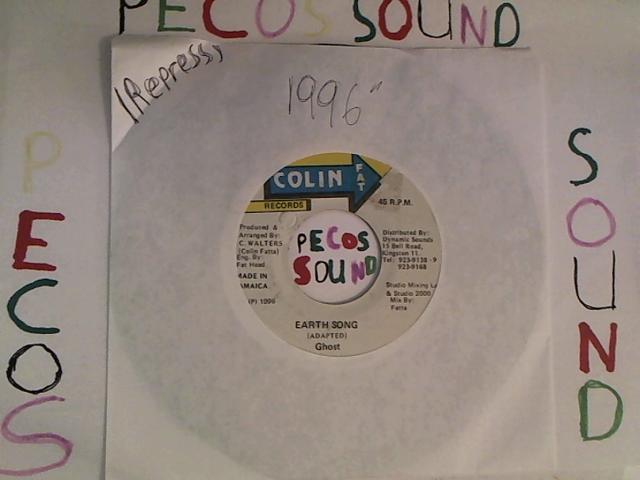 PECOS SOUND
(Repress)
1996"
PECOS
SOUND
COLIN
FAT
RECORDS
45 R.P.M.
Produced &
Arranged By:
C. WALTERS
(Colin Fatta)
Eng. By:
Fat Head
MADE IN
JAMAICA
(P) 1996
PECOS
SOUND
Distributed By:
Dynamic Sounds
15 Bell Road,
Kingston 11.
Tel: 923-9138-9
923-9168
Studio Mixing L
& Studio 2000
Mix By:
Fatta
EARTH SONG
(ADAPTED)
Ghost